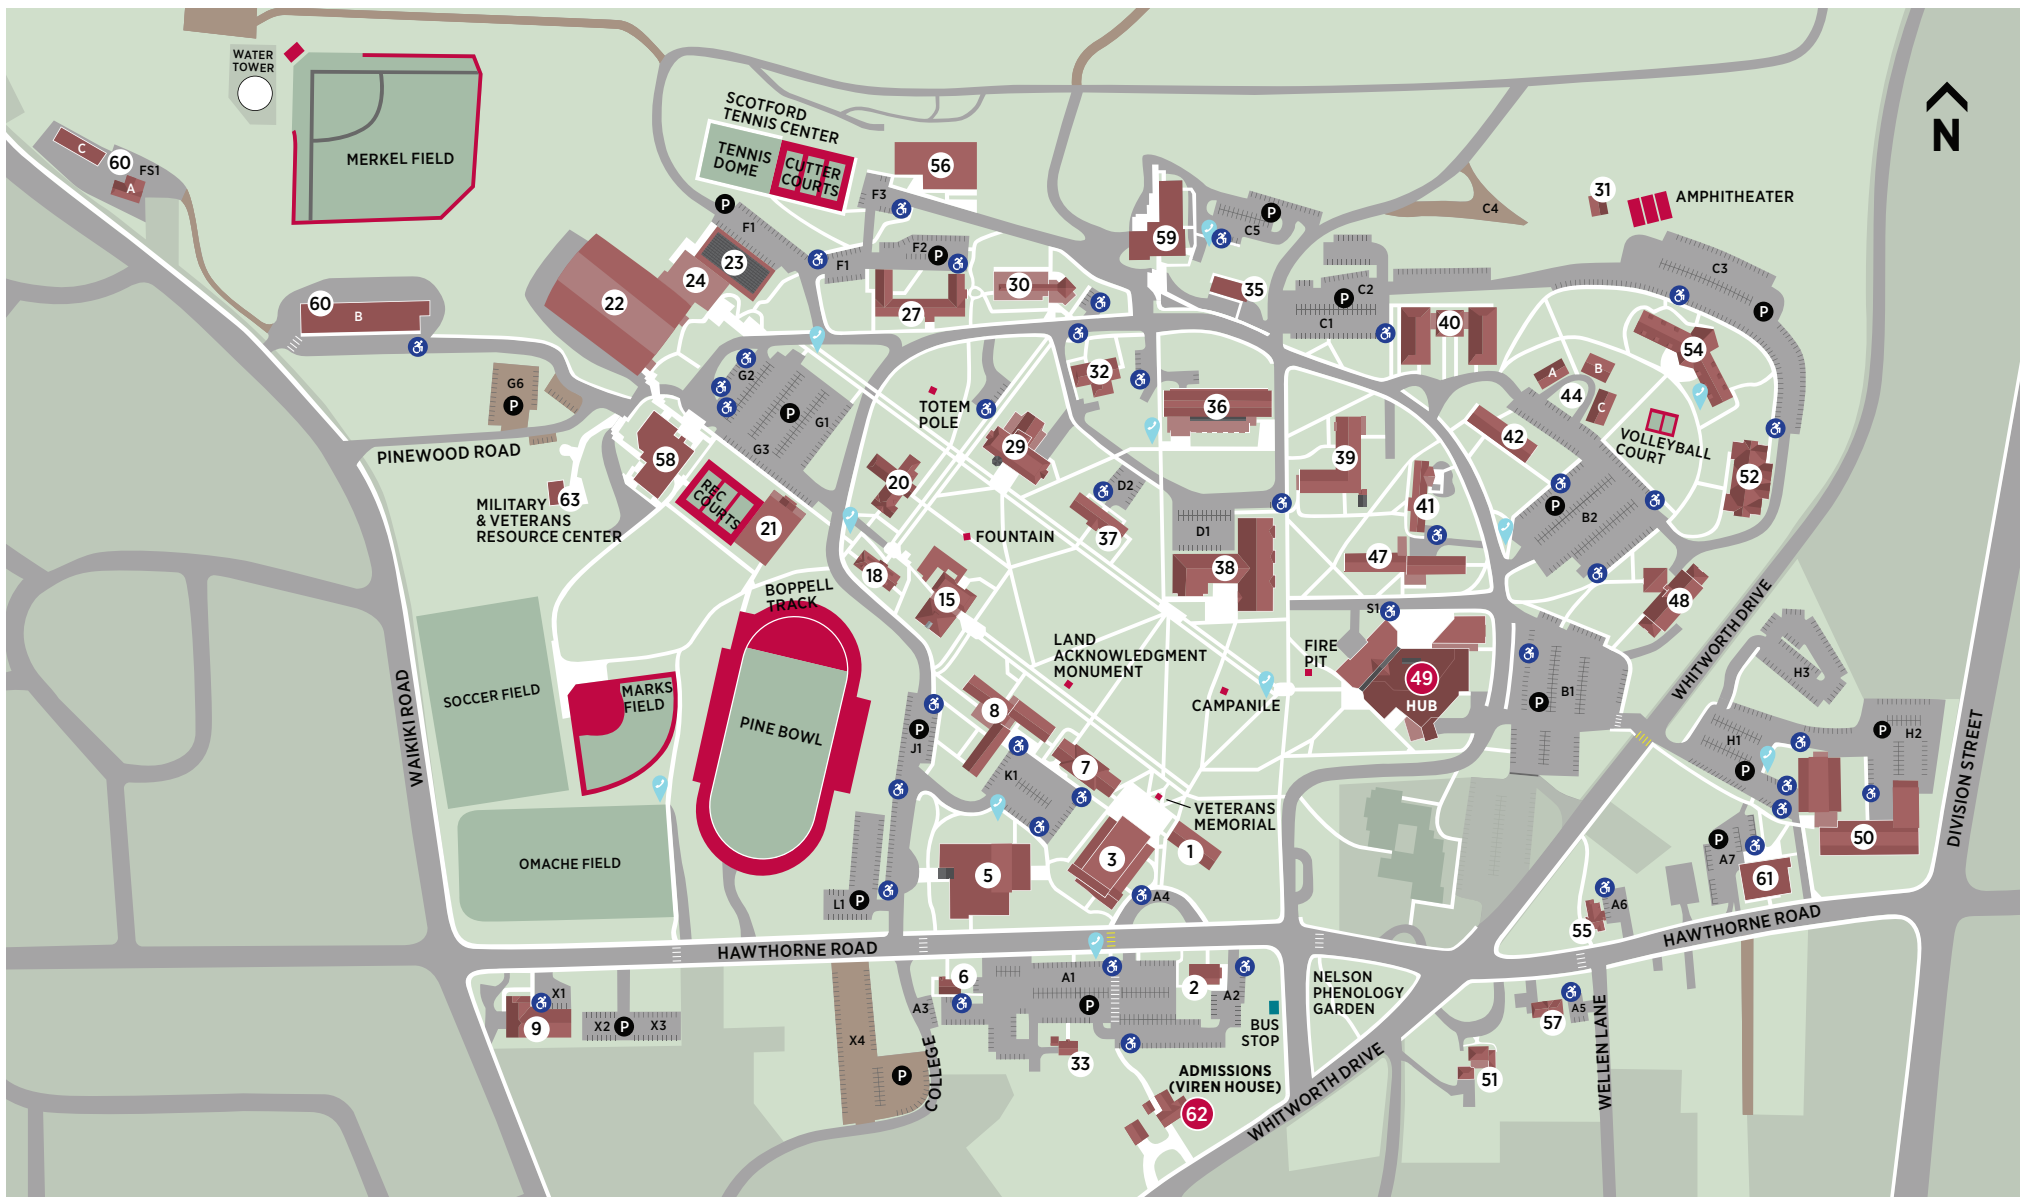 WATER
TOWER
MERKEL FIELD
C
60
A
FS1
SCOTFORD
TENNIS CENTER
TENNIS
DOME
CUTTER
COURTS
56
F3
P
F1
23
24
22
F1
F2
P
27
30
59
C5
P
35
C4
31
AMPHITHEATER
N
C3
P
C2
P
C1
40
54
60
B
G6
P
PINEWOOD ROAD
G2
P
G1
G3
58
63
MILITARY
& VETERANS
RESOURCE CENTER
REC
COURTS
21
TOTEM
POLE
29
20
FOUNTAIN
18
15
32
36
D2
37
D1
38
39
41
47
42
A
B
C
44
VOLLEYBALL
COURT
52
P
B2
48
S1
BOPPELL
TRACK
SOCCER FIELD
MARKS
FIELD
PINE BOWL
WAIKIKI ROAD
LAND
ACKNOWLEDGMENT
MONUMENT
CAMPANILE
FIRE
PIT
49
HUB
P
B1
WHITWORTH DRIVE
H3
H1
P
P
H2
DIVISION STREET
8
7
P
J1
K1
VETERANS
MEMORIAL
3
1
5
A4
OMACHE FIELD
L1
P
50
P
A7
61
A6
55
HAWTHORNE ROAD
HAWTHORNE ROAD
X1
9
X2
P
X3
X4
P
COLLEGE
A3
6
A1
P
2
A2
33
BUS
STOP
NELSON
PHENOLOGY
GARDEN
ADMISSIONS
(VIREN HOUSE)
62
WHITWORTH DRIVE
51
57
A5
WELLEN LANE